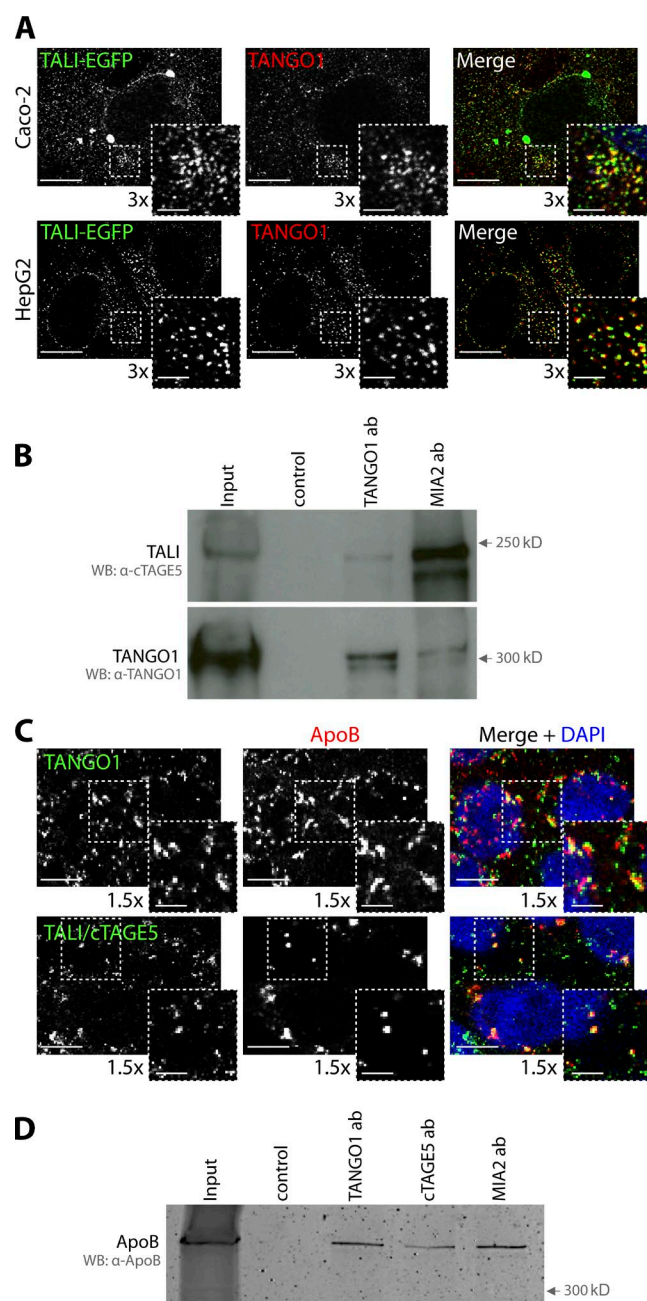 A
TALI-EGFP TANGO1 Merge
Caco-2
3x 3x 3x
TALI-EGFP TANGO1 Merge
HepG2
3x 3x 3x
B
Input control TANGO1 ab MIA2 ab
TALI
WB: α-cTAGE5
250 kD
TANGO1
WB: α-TANGO1
300 kD
C
ApoB Merge + DAPI
TANGO1
1.5x 1.5x 1.5x
TALI/cTAGE5
1.5x 1.5x 1.5x
D
Input control TANGO1 ab cTAGE5 ab MIA2 ab
ApoB
WB: α-ApoB
300 kD